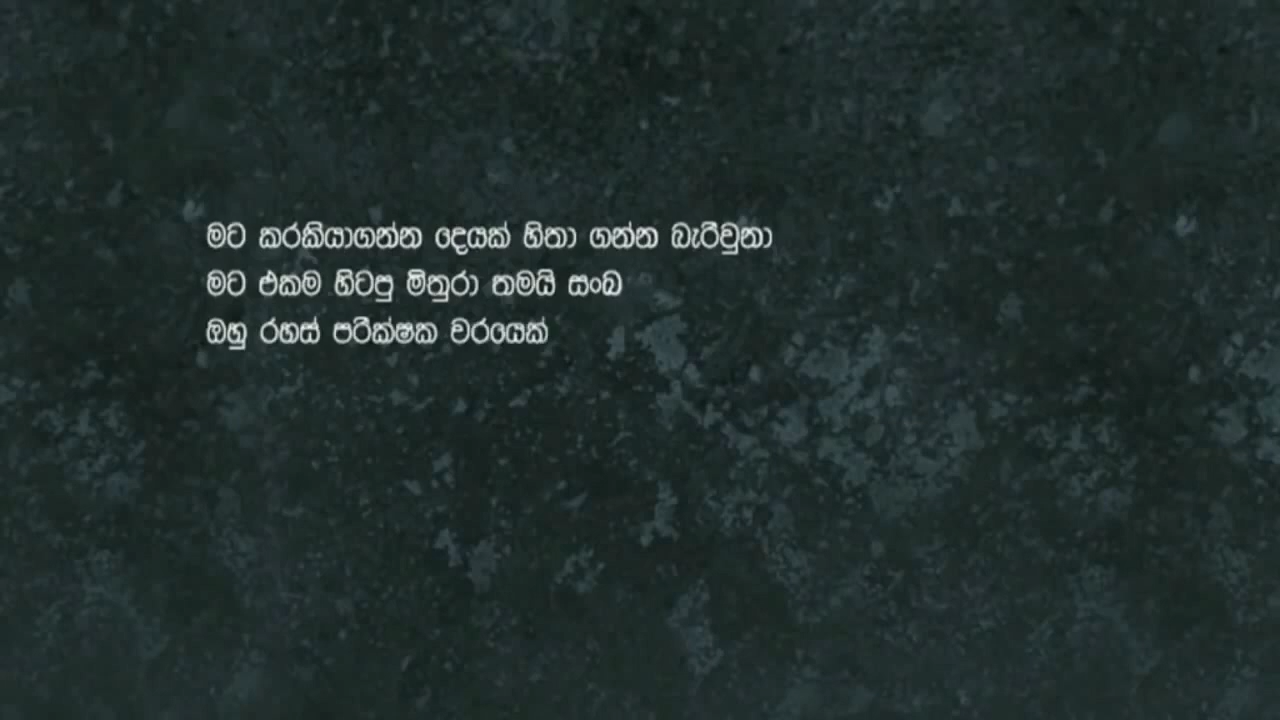 මට කරකියාගන්න දෙයක් හිතා ගන්න බැරිවුනා
මට එකම හිටපු මිතුරා තමයි සංඛ
ඔහු රහස් පරීක්ෂක වරයෙක්